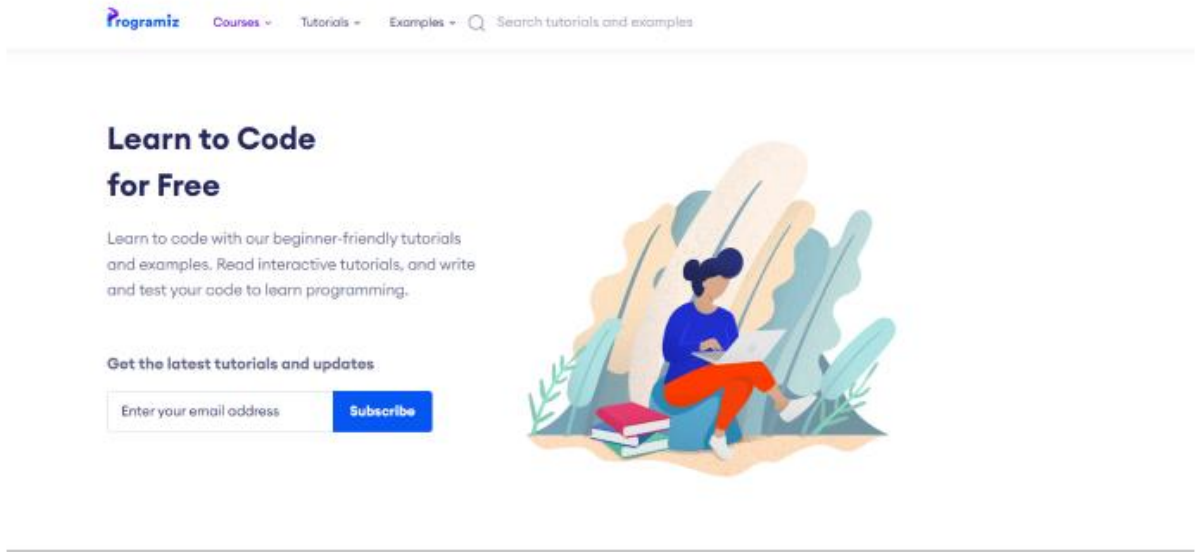 Programiz Courses Tutorials Examples Search tutorials and examples
Learn to Code
for Free
Learn to code with our beginner-friendly tutorials
and examples. Read interactive tutorials, and write
and test your code to learn programming.
Get the latest tutorials and updates
Enter your email address Subscribe